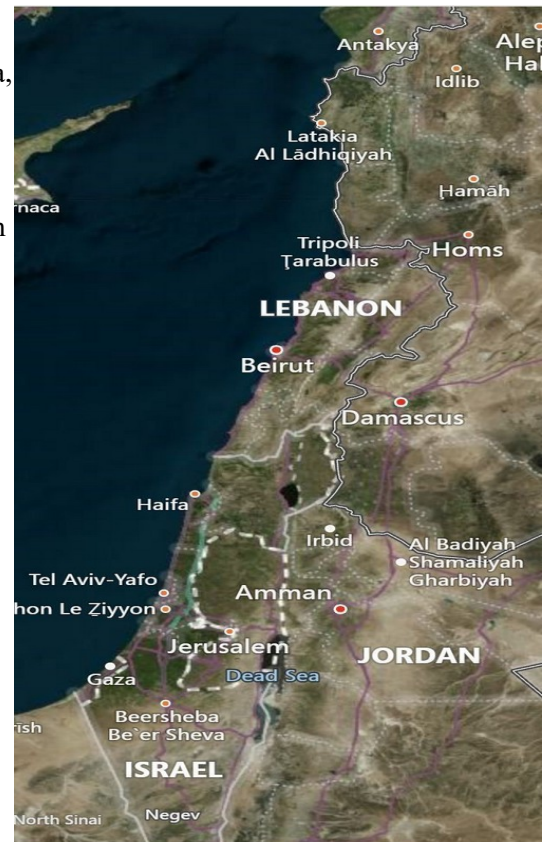 Antakya
Alep
Hal
a,
Idlib
Latakia
Al Lādhiqīyah
Ḩamāh
rnaca
n
Tripoli
Ţarabulus
Homs
LEBANON
Beirut
Damascus
Haifa
Irbid
Al Badiyah
Shamaliyah
Gharbiyah
Tel Aviv-Yafo
hon Le Ẕiyyon
Amman
Jerusalem
JORDAN
Gaza
Dead Sea
Beersheba
Be'er Sheva
rīsh
ISRAEL
North Sinai
Negev